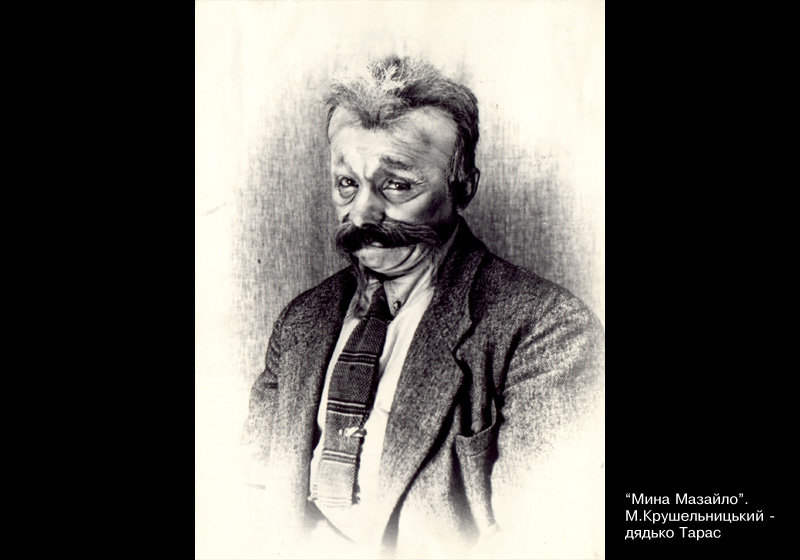 “Мина Мазайло”.
М.Крушельницький -
дядько Тарас